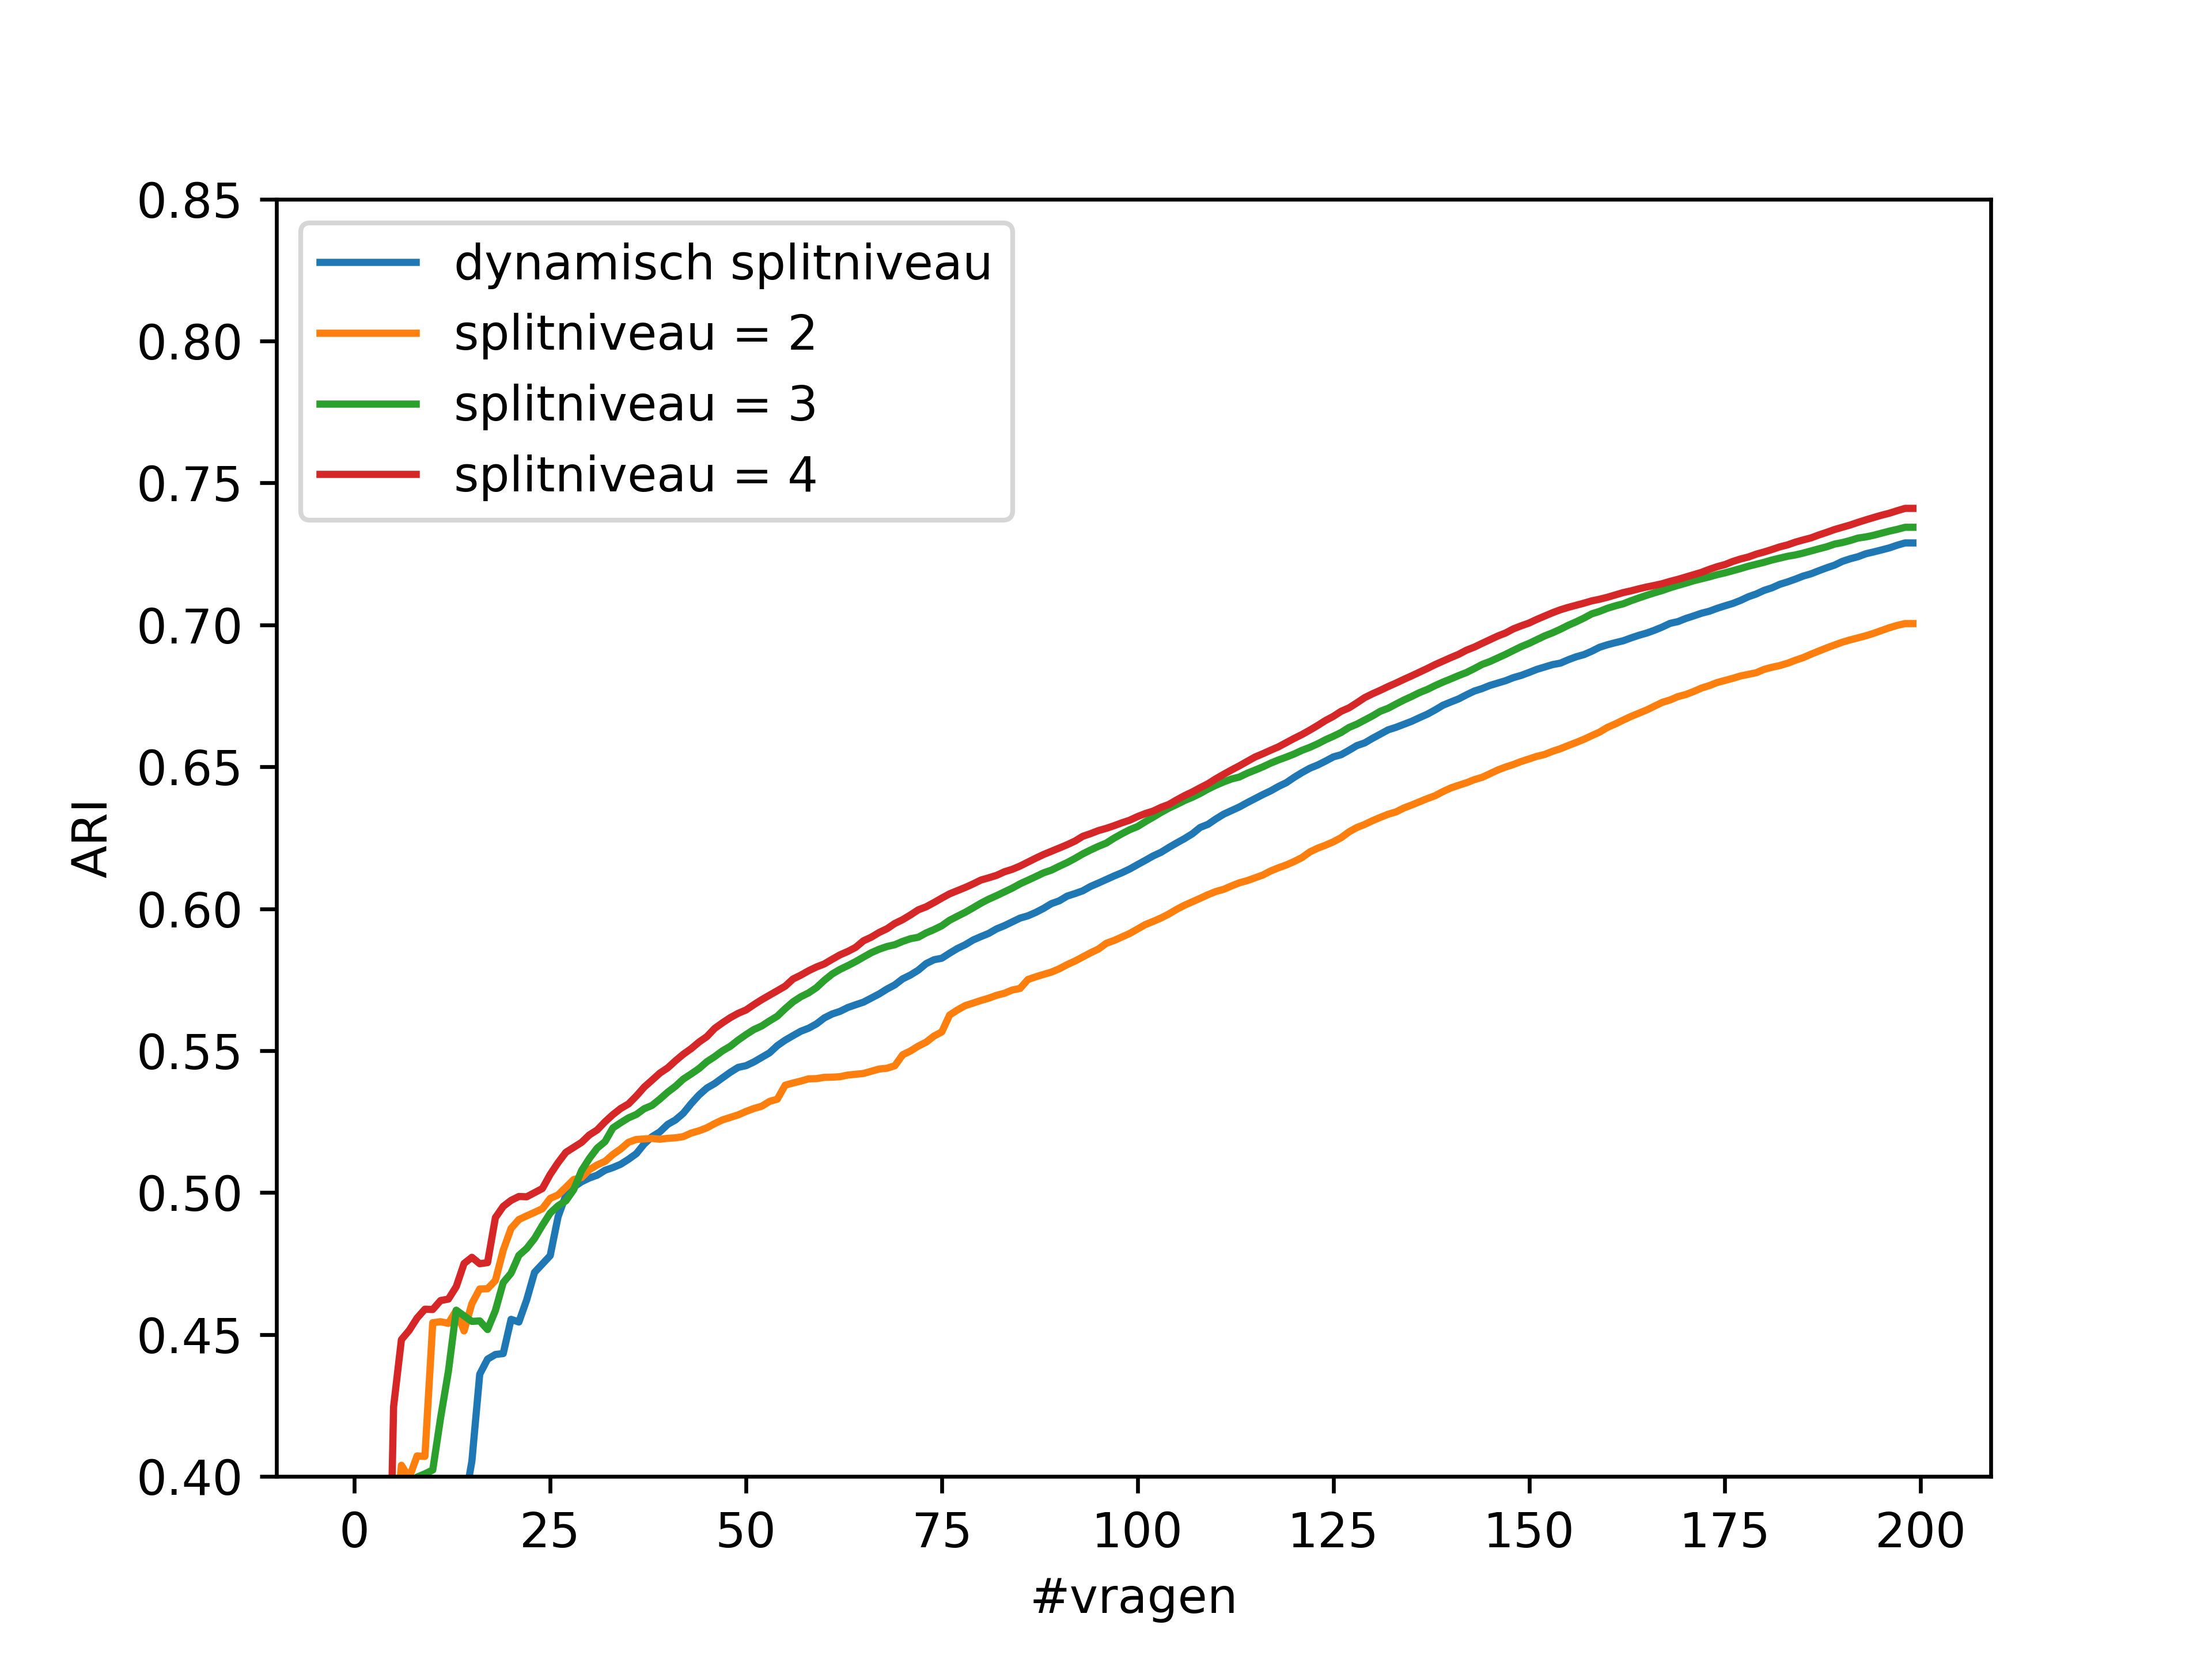 dynamisch splitniveau
splitniveau = 2
splitniveau = 3
splitniveau = 4
0.85
0.80
0.75
0.70
0.65
0.60
0.55
0.50
0.45
0.40
ARI
0 25 50 75 100 125 150 175 200
#vragen